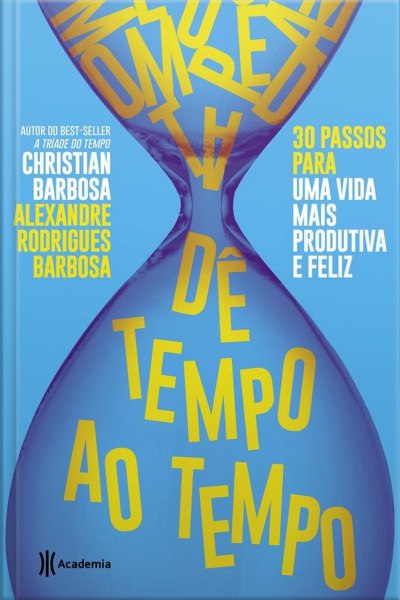 AUTOR DO BEST-SELLER
A TRÍADE DO TEMPO
CHRISTIAN
BARBOSA
ALEXANDRE
RODRIGUES
BARBOSA
30 PASSOS
PARA
UMA VIDA
MAIS
PRODUTIVA
E FELIZ
DÊ
TEMPO
AO TEMPO
Academia